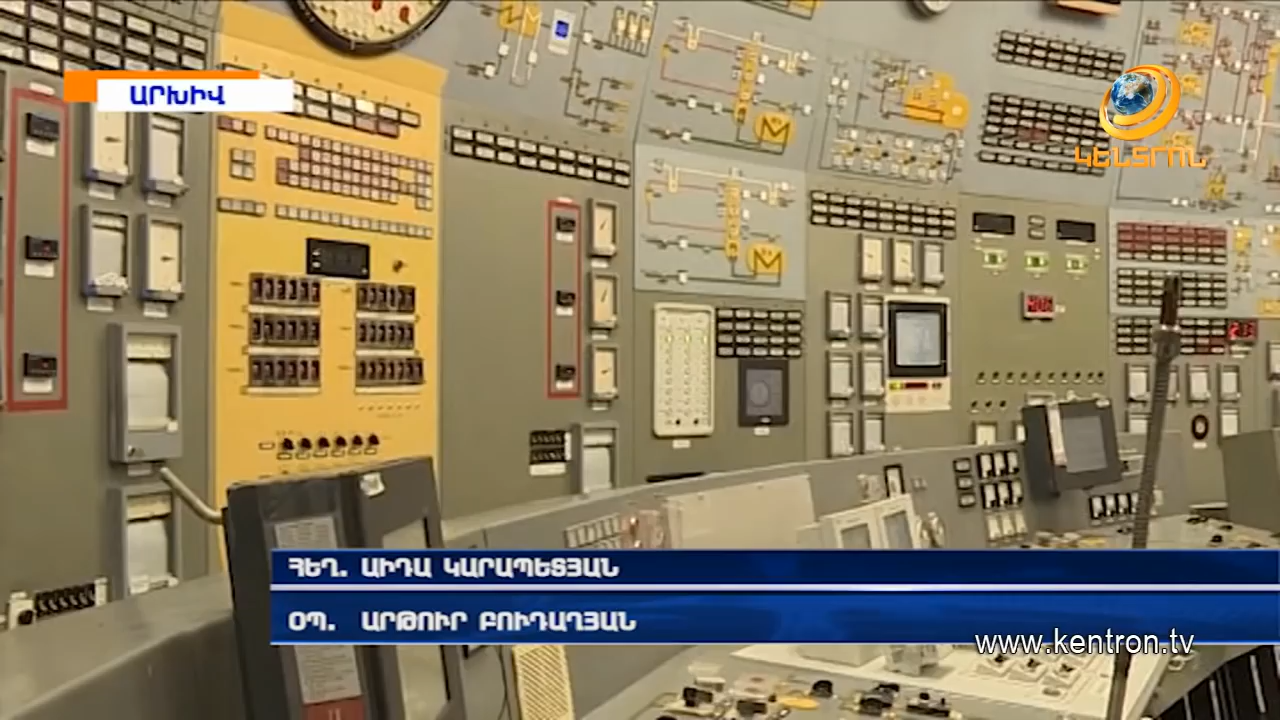 ԱՐԽԻՎ
ԿԵՆՏՐՈՆ
ՀԵՂ. ԱԻԴԱ ԿԱՐԱՊԵՏՅԱՆ
ՕՊ. ԱՐԹՈՒՐ ԲՈՒԴԱՂՅԱՆ
www.kentron.tv